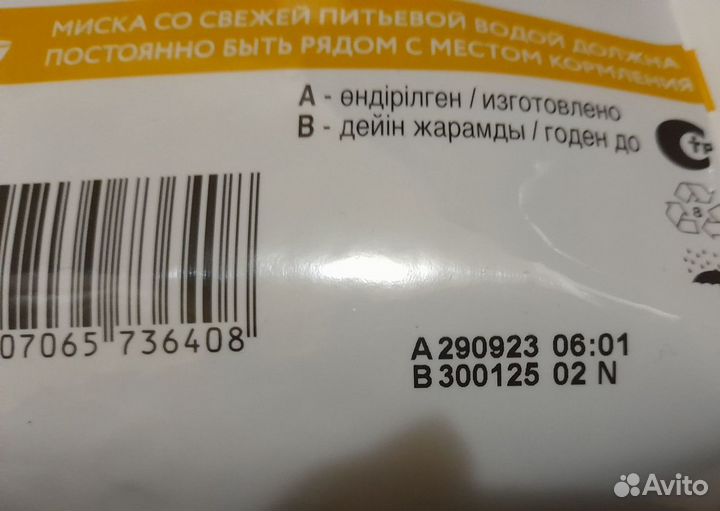 МИСКА СО СВЕЖЕЙ ПИТЬЕВОЙ ВОДОЙ ДОЛЖНА
ПОСТОЯННО БЫТЬ РЯДОМ С МЕСТОМ КОРМЛЕНИЯ
A - өндірілген / изготовлено
B - дейін жарамды / годен до
07065 736408
A 290923 06:01
B 300125 02 N
Avito